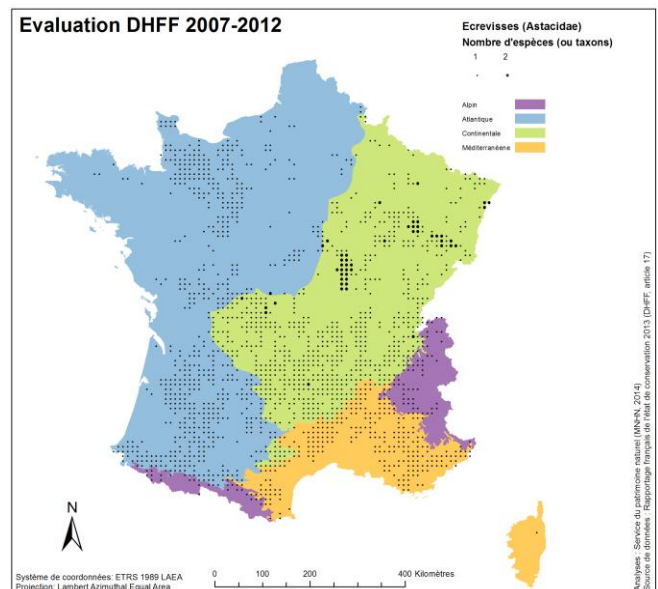 Evaluation DHFF 2007-2012
Ecrevisses (Astacidae)
Nombre d'espèces (ou taxons)
1 2
Alpin
Atlantique
Continentale
Méditerranéene
N
Système de coordonnées: ETRS 1989 LAEA
Projection: Lambert Azimuthal Equal Area
0 100 200 400 Kilomètres
Analyses : Service du patrimoine naturel (MNHN, 2014)
Source de données : Rapportage français de l'état de conservation 2013 (DHFF, article 17)